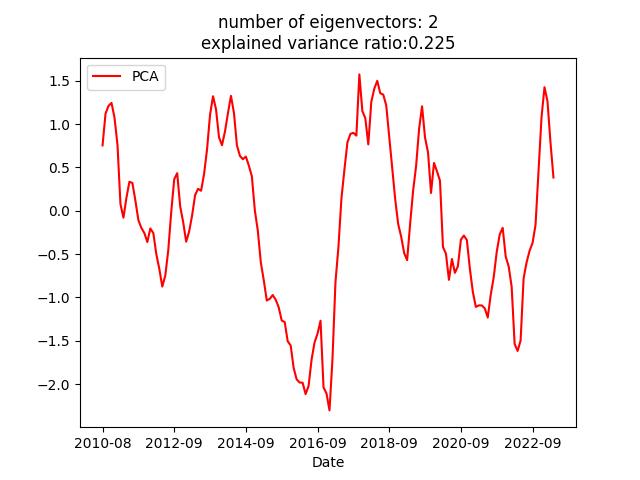 number of eigenvectors: 2
explained variance ratio:0.225
PCA
1.5
1.0
0.5
0.0
−0.5
−1.0
−1.5
−2.0
2010-08 2012-09 2014-09 2016-09 2018-09 2020-09 2022-09
Date